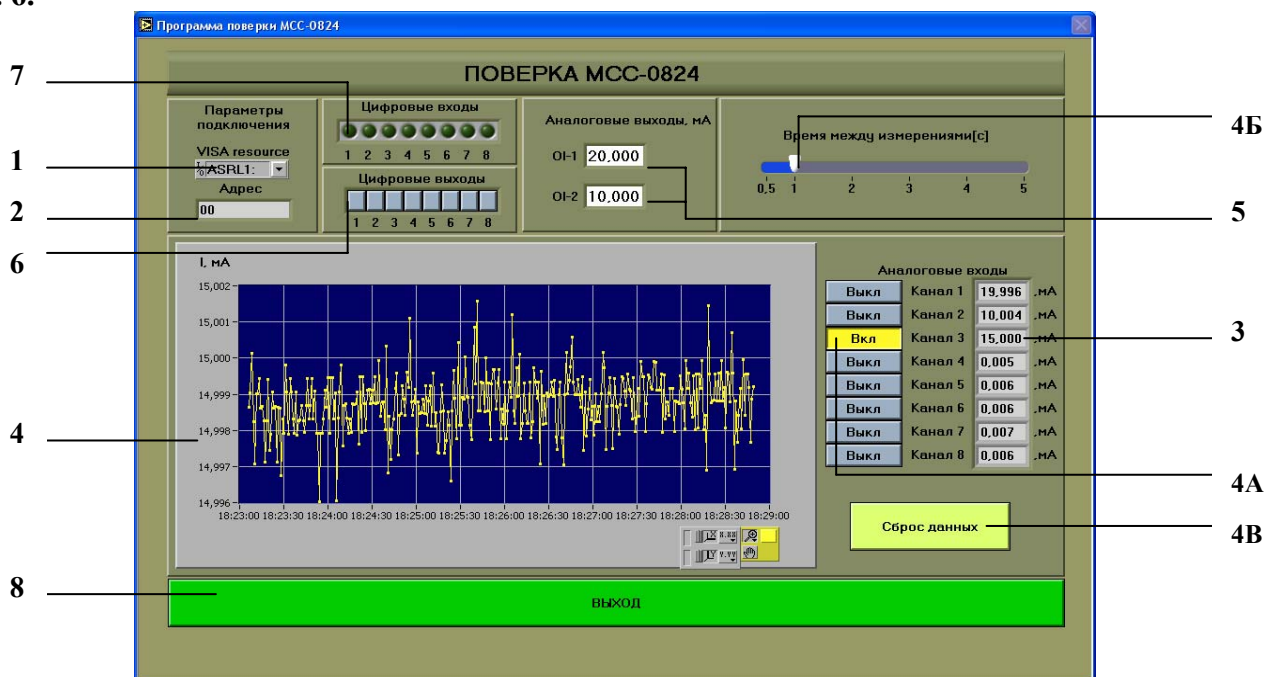 Программа поверки МСС-0824
ПОВЕРКА МСС-0824
7
Параметры подключения
VISA resource
ASRL1:
Адрес
00
1
2
Цифровые входы
1 2 3 4 5 6 7 8
Цифровые выходы
1 2 3 4 5 6 7 8
6
Аналоговые выходы, мА
OI-1 20,000
OI-2 10,000
5
Время между измерениями[с]
0,5 1 2 3 4 5
4Б
I, мА
15,002
15,001
15,000
14,999
14,998
14,997
14,996
18:23:00 18:23:30 18:24:00 18:24:30 18:25:00 18:25:30 18:26:00 18:26:30 18:27:00 18:27:30 18:28:00 18:28:30 18:29:00
4
Аналоговые входы
Выкл Канал 1 19,996 ,мА
Выкл Канал 2 10,004 ,мА
Вкл Канал 3 15,000 ,мА
Выкл Канал 4 0,005 ,мА
Выкл Канал 5 0,006 ,мА
Выкл Канал 6 0,006 ,мА
Выкл Канал 7 0,007 ,мА
Выкл Канал 8 0,006 ,мА
3
4А
Сброс данных
4В
8
ВЫХОД